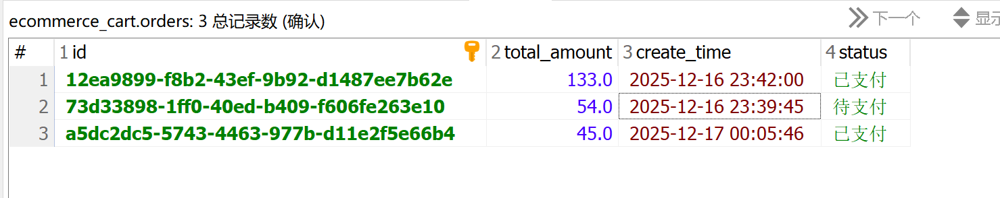 ecommerce_cart.orders: 3 总记录数 (确认) 下一个 显示
# 1 id 2 total_amount 3 create_time 4 status
1 12ea9899-f8b2-43ef-9b92-d1487ee7b62e 133.0 2025-12-16 23:42:00 已支付
2 73d33898-1ff0-40ed-b409-f606fe263e10 54.0 2025-12-16 23:39:45 待支付
3 a5dc2dc5-5743-4463-977b-d11e2f5e66b4 45.0 2025-12-17 00:05:46 已支付